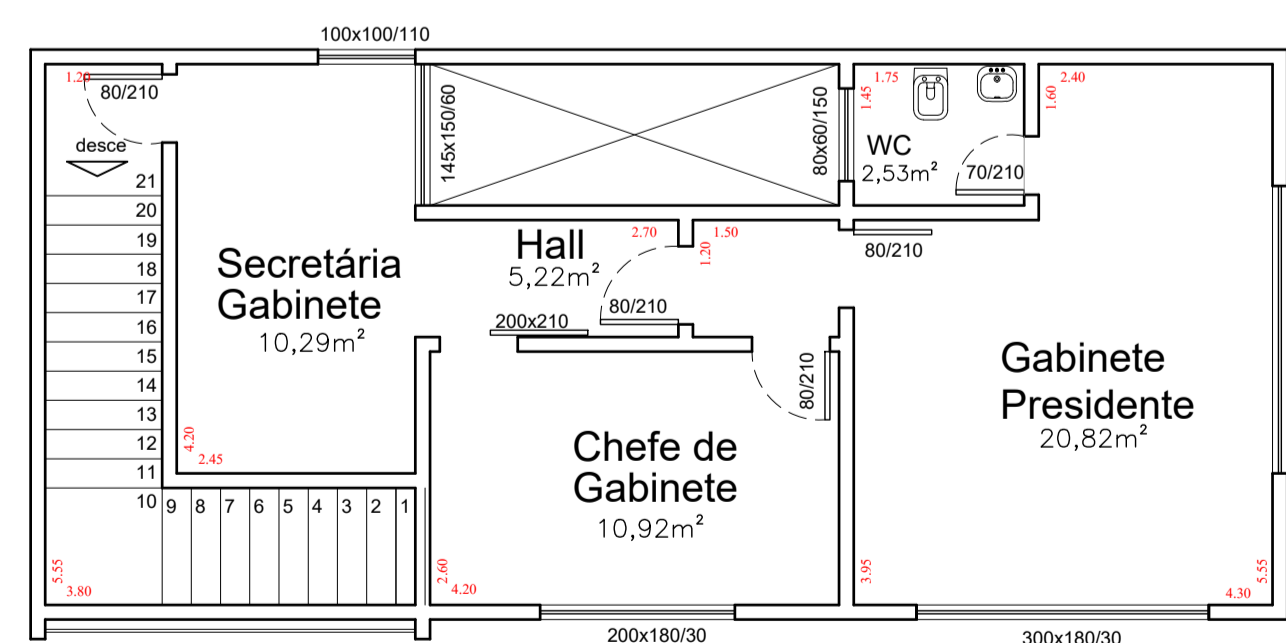 100x100/110
1.20
80/210
desce
21
20
19
18
17
16
15
14
13
12
11
10
9 8 7 6 5 4 3 2 1
5.55
3.80
Secretária
Gabinete
10,29m²
4.20
2.45
145x150/60
80x60/150
1.75
1.45
WC
2,53m²
70/210
2.40
1.60
Hall
5,22m²
2.70
1.50
1.20
80/210
200x210
80/210
80/210
Chefe de
Gabinete
10,92m²
2.60
4.20
200x180/30
Gabinete
Presidente
20,82m²
3.95
5.55
4.30
300x180/30